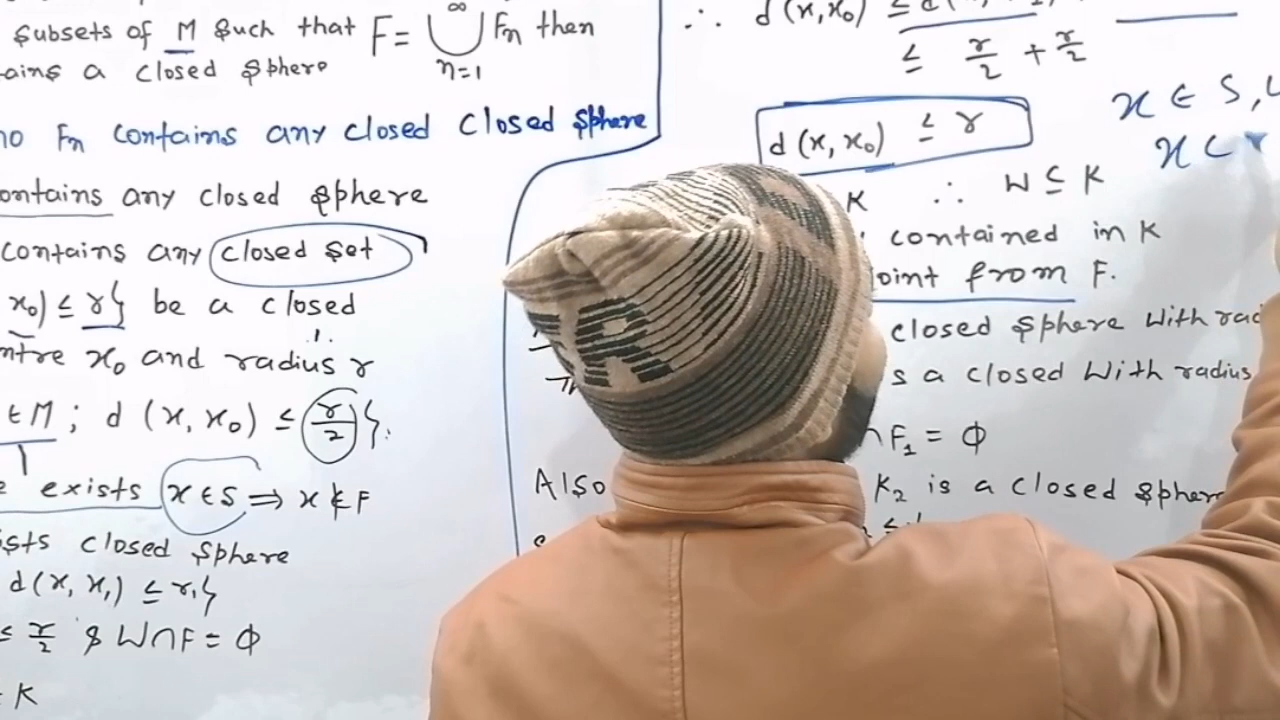 subsets of M such that F = ∞ ⋃ n=1 Fn then
ains a closed sphere
no Fn contains any closed closed sphere
ontains any closed sphere
contains any closed set
x0) ≤ r} be a closed
ntre x0 and radius r
∈ M ; d (x, x0) ≤ r/2 }.
exists x ∈ S ⇒ x ∉ F
ists closed sphere
d(x, x1) ≤ r1}
≤ r/2 & W ∩ F = ϕ
K
∴ d (x, x0) ≤
≤ r/2 + r/2
d (x, x0) ≤ r
x ∈ S,
x
K ∴ W ⊆ K
contained in K
oint from F.
closed sphere with rad
s a closed with radius
∩ F1 = ϕ
Also K2 is a closed spher